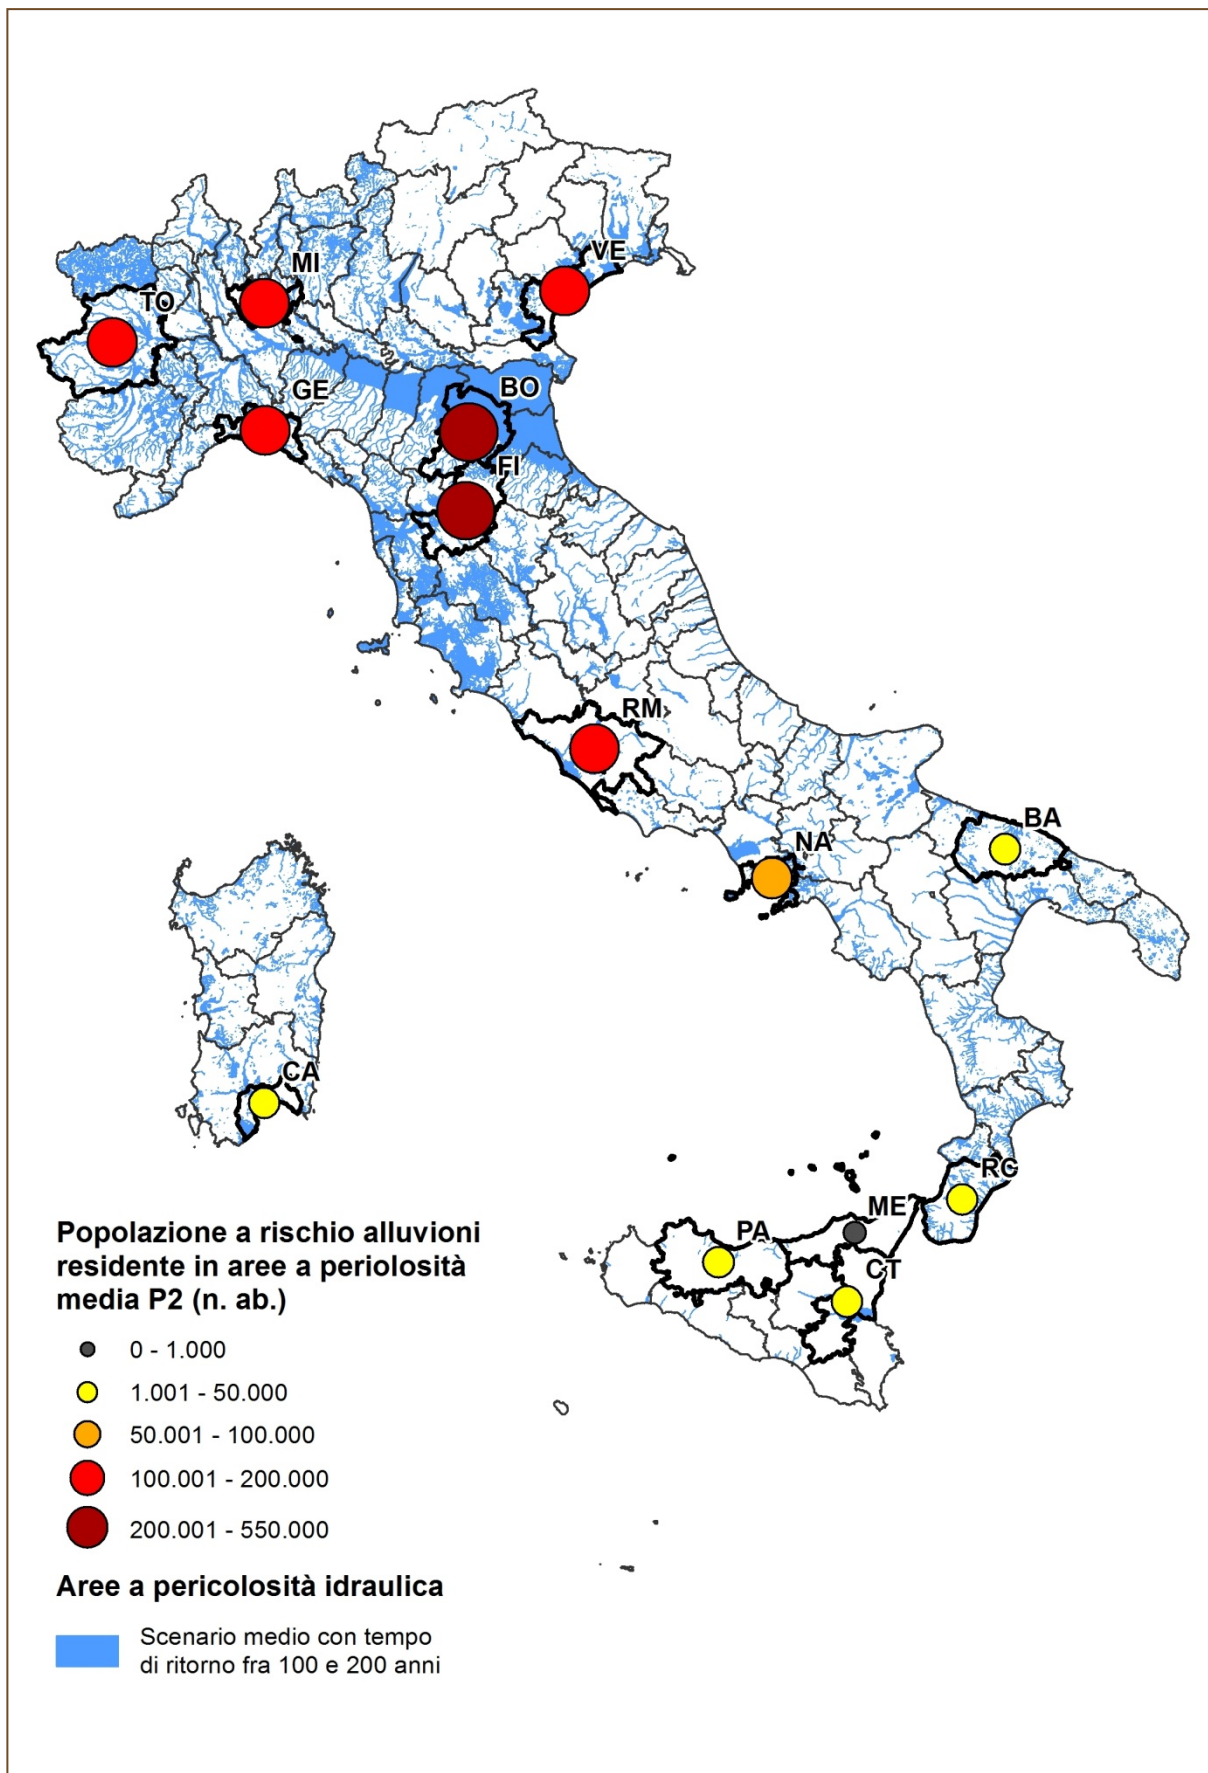 VE
MI
TO
GE
BO
FI
RM
BA
NA
CA
RC
ME
PA
CT
Popolazione a rischio alluvioni
residente in aree a periolosità
media P2 (n. ab.)
0 - 1.000
1.001 - 50.000
50.001 - 100.000
100.001 - 200.000
200.001 - 550.000
Aree a pericolosità idraulica
Scenario medio con tempo
di ritorno fra 100 e 200 anni